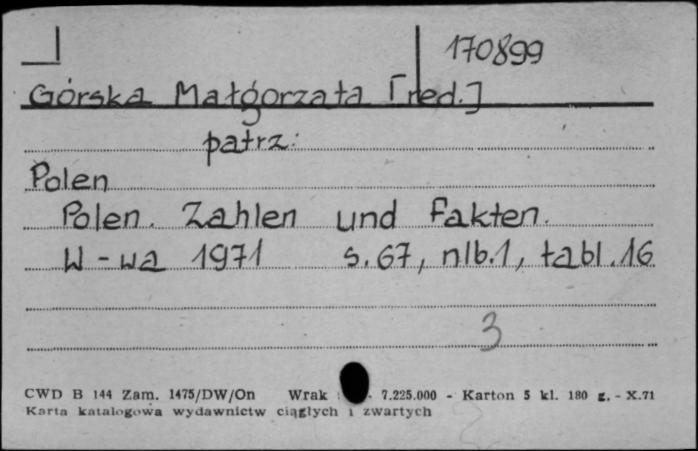 170899
Górska Małgorzata [red.]
patrz:
Polen
Polen. Zahlen und Fakten.
W-wa 1971 s.67, nlb.1, tabl.16
3
CWD B 144 Zam. 1475/DW/On Wrak 7.225.000 - Karton 5 kl. 180 g. - X.71
Karta katalogowa wydawnictw ciągłych i zwartych